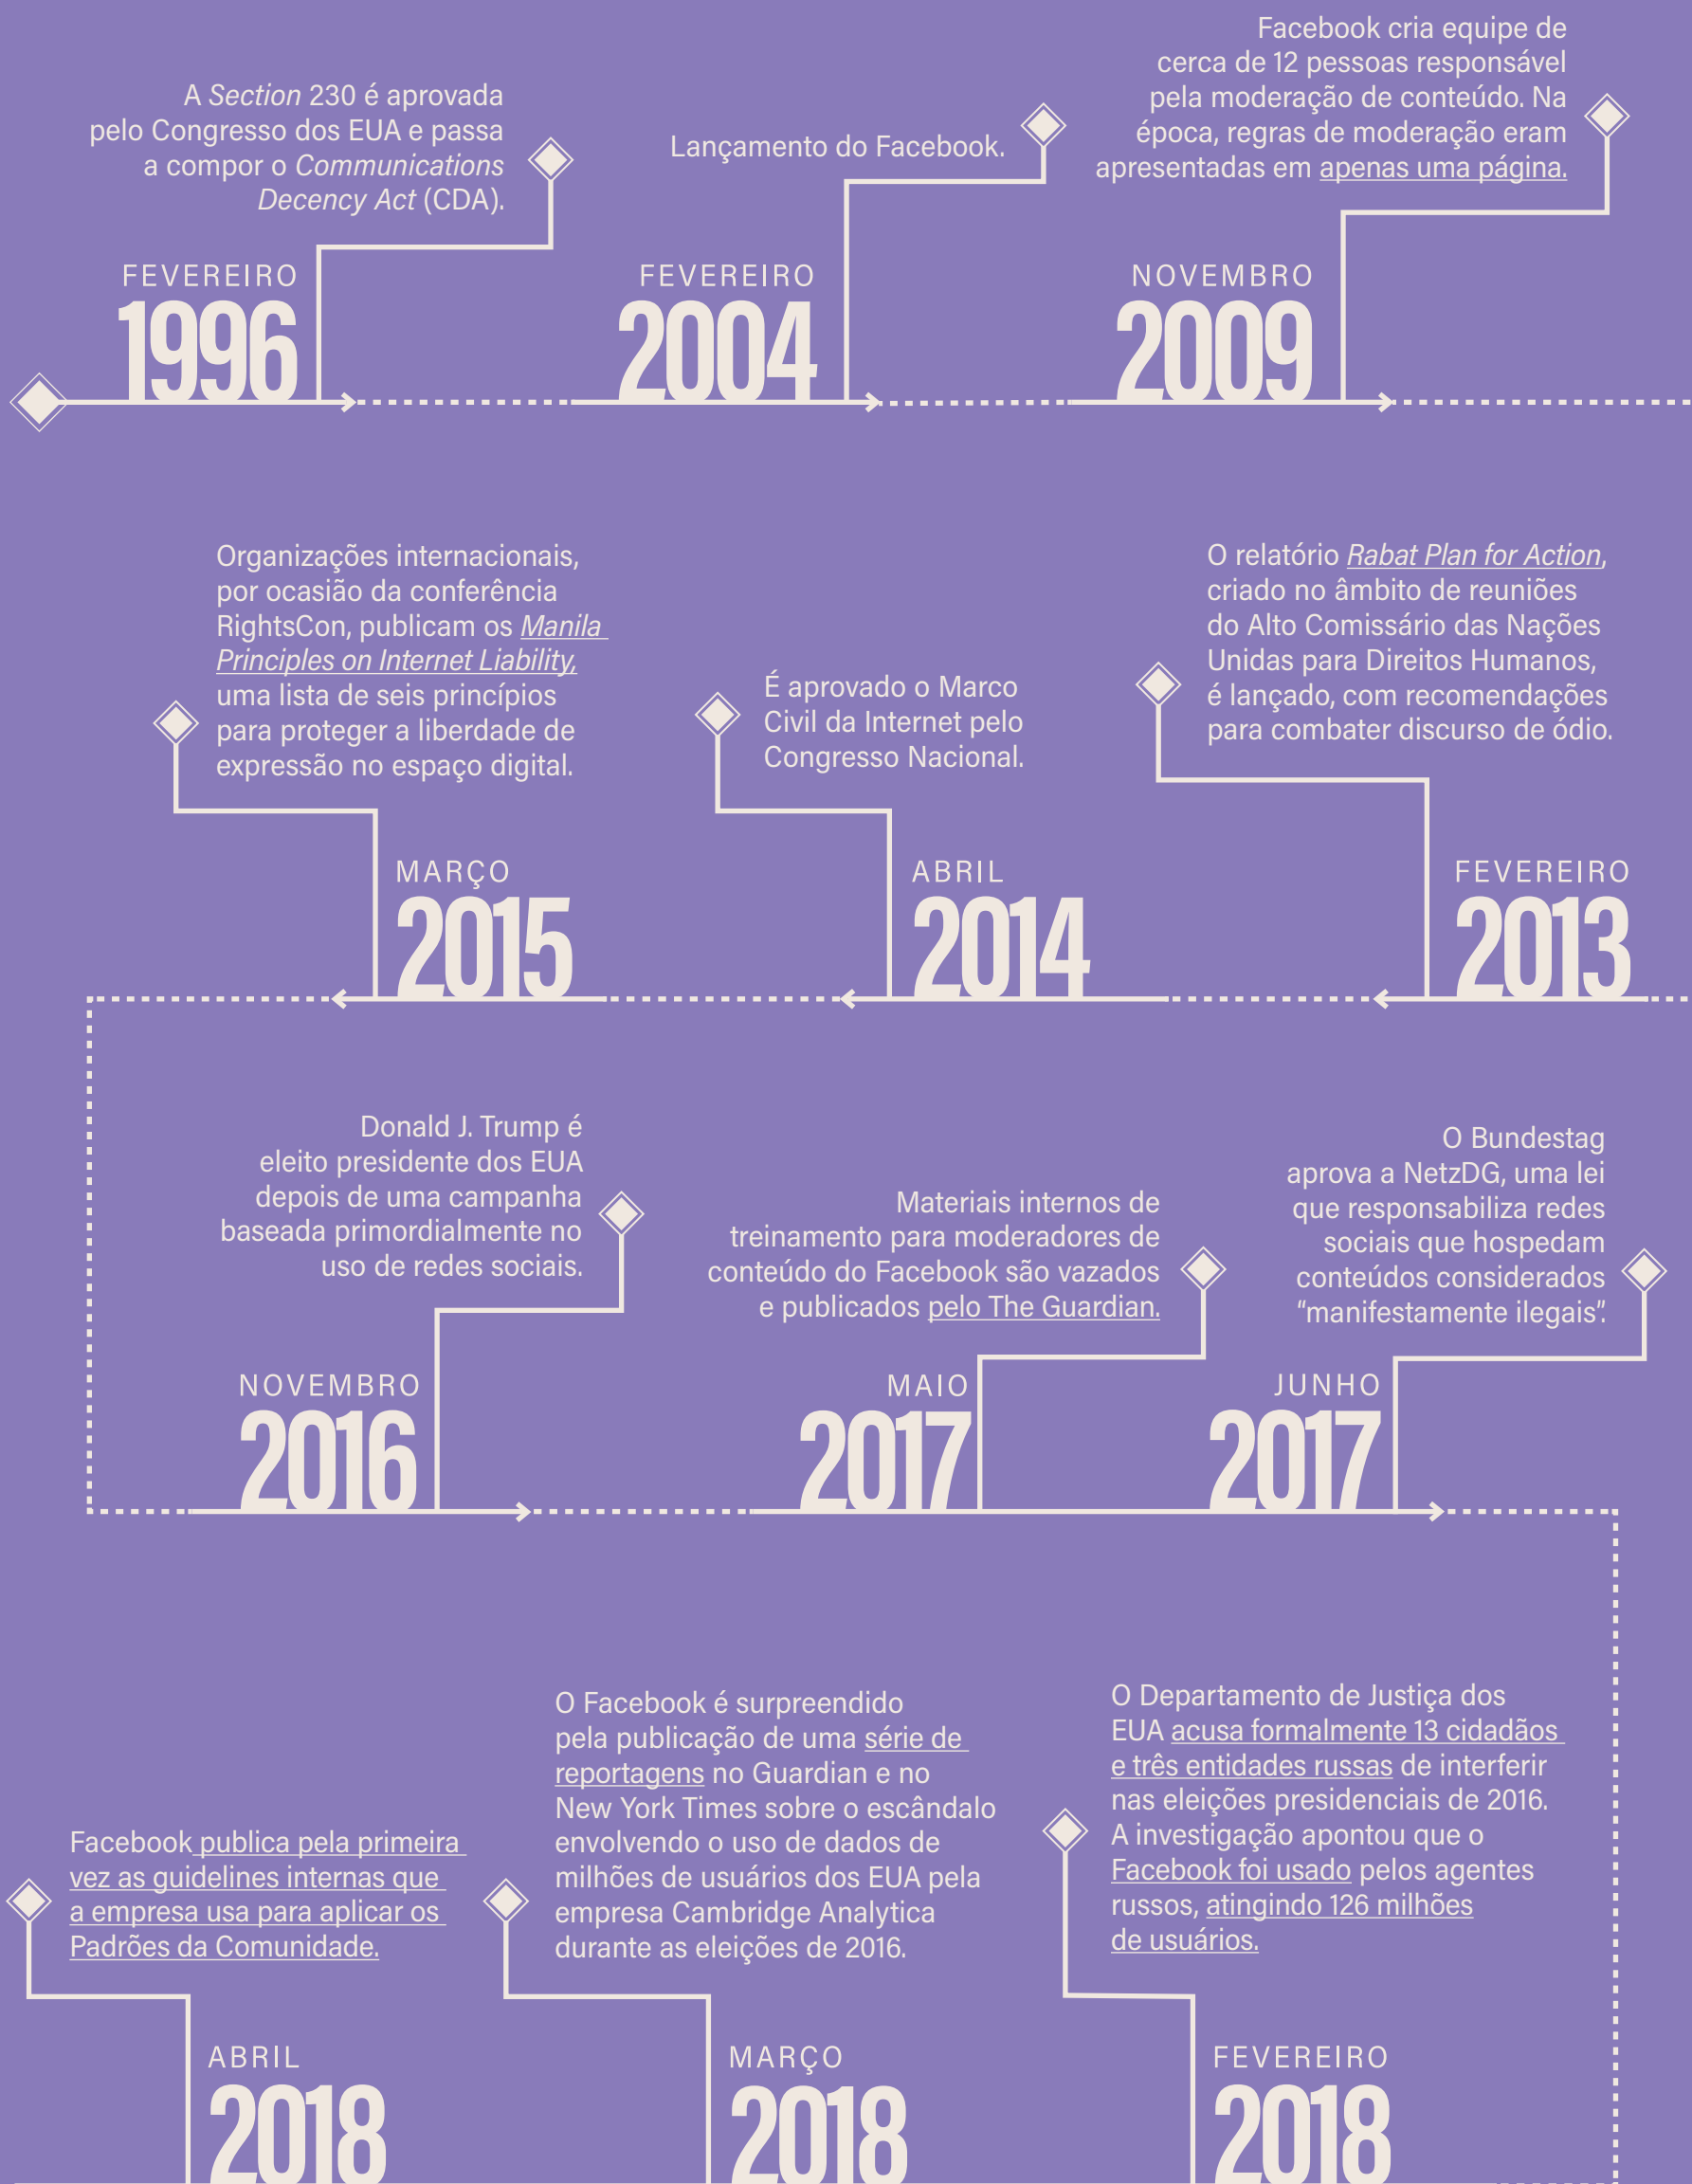 A Section 230 é aprovada
pelo Congresso dos EUA e passa
a compor o Communications
Decency Act (CDA).
FEVEREIRO
1996
Lançamento do Facebook.
FEVEREIRO
2004
Facebook cria equipe de
cerca de 12 pessoas responsável
pela moderação de conteúdo. Na
época, regras de moderação eram
apresentadas em apenas uma página.
NOVEMBRO
2009
O relatório Rabat Plan for Action,
criado no âmbito de reuniões
do Alto Comissário das Nações
Unidas para Direitos Humanos,
é lançado, com recomendações
para combater discurso de ódio.
FEVEREIRO
2013
É aprovado o Marco
Civil da Internet pelo
Congresso Nacional.
ABRIL
2014
Organizações internacionais,
por ocasião da conferência
RightsCon, publicam os Manila
Principles on Internet Liability,
uma lista de seis princípios
para proteger a liberdade de
expressão no espaço digital.
MARÇO
2015
Donald J. Trump é
eleito presidente dos EUA
depois de uma campanha
baseada primordialmente no
uso de redes sociais.
NOVEMBRO
2016
Materiais internos de
treinamento para moderadores de
conteúdo do Facebook são vazados
e publicados pelo The Guardian.
MAIO
2017
O Bundestag
aprova a NetzDG, uma lei
que responsabiliza redes
sociais que hospedam
conteúdos considerados
“manifestamente ilegais”.
JUNHO
2017
O Departamento de Justiça dos
EUA acusa formalmente 13 cidadãos
e três entidades russas de interferir
nas eleições presidenciais de 2016.
A investigação apontou que o
Facebook foi usado pelos agentes
russos, atingindo 126 milhões
de usuários.
FEVEREIRO
2018
O Facebook é surpreendido
pela publicação de uma série de
reportagens no Guardian e no
New York Times sobre o escândalo
envolvendo o uso de dados de
milhões de usuários dos EUA pela
empresa Cambridge Analytica
durante as eleições de 2016.
MARÇO
2018
Facebook publica pela primeira
vez as guidelines internas que
a empresa usa para aplicar os
Padrões da Comunidade.
ABRIL
2018